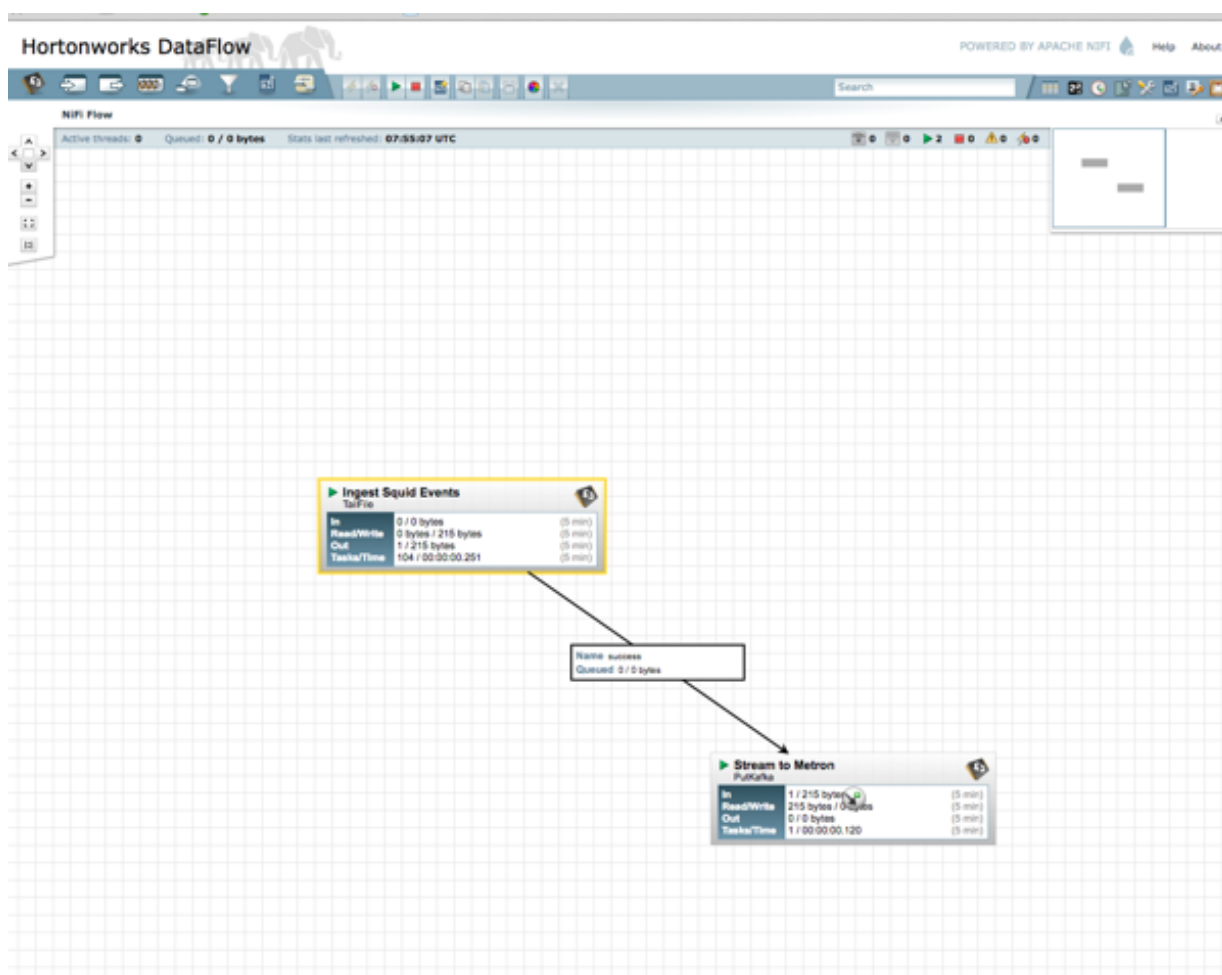 Hortonworks DataFlow
POWERED BY APACHE NIFI Help About
Search
NiFi Flow
Active threads: 0 Queued: 0 / 0 bytes Stats last refreshed: 07:55:07 UTC 0 0 2 0 0 0
Ingest Squid Events
TailFile
In 0 / 0 bytes (5 min)
Read/Write 0 bytes / 215 bytes (5 min)
Out 1 / 215 bytes (5 min)
Tasks/Time 104 / 00:00:00.251 (5 min)
Name success
Queued 0 / 0 bytes
Stream to Metron
PutKafka
In 1 / 215 bytes (5 min)
Read/Write 215 bytes / 0 bytes (5 min)
Out 0 / 0 bytes (5 min)
Tasks/Time 1 / 00:00:00.120 (5 min)